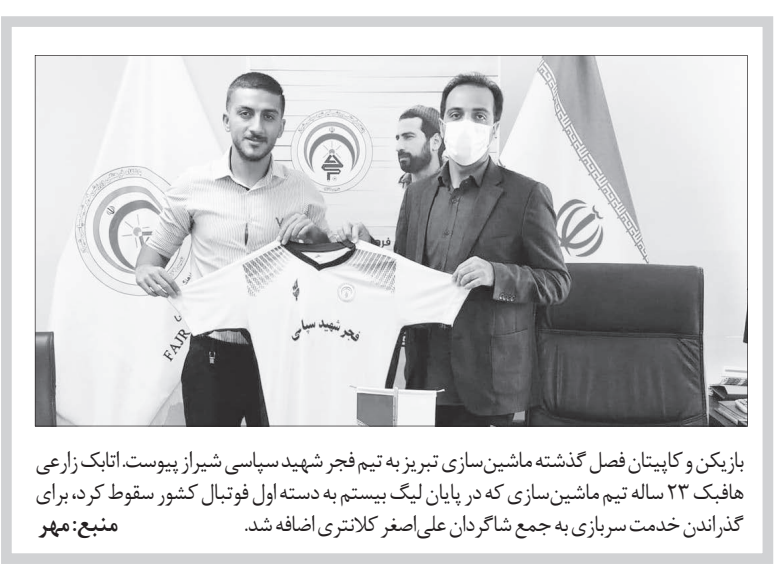 FAJR
فجر شهید سپاسی
بازیکن و کاپیتان فصل گذشته ماشین‌سازی تبریز به تیم فجر شهید سپاسی شیراز پیوست. اتابک زارعی
هافبک ۲۳ ساله تیم ماشین‌سازی که در پایان لیگ بیستم به دسته اول فوتبال کشور سقوط کرد، برای
گذراندن خدمت سربازی به جمع شاگردان علی‌اصغر کلانتری اضافه شد. منبع: مهر